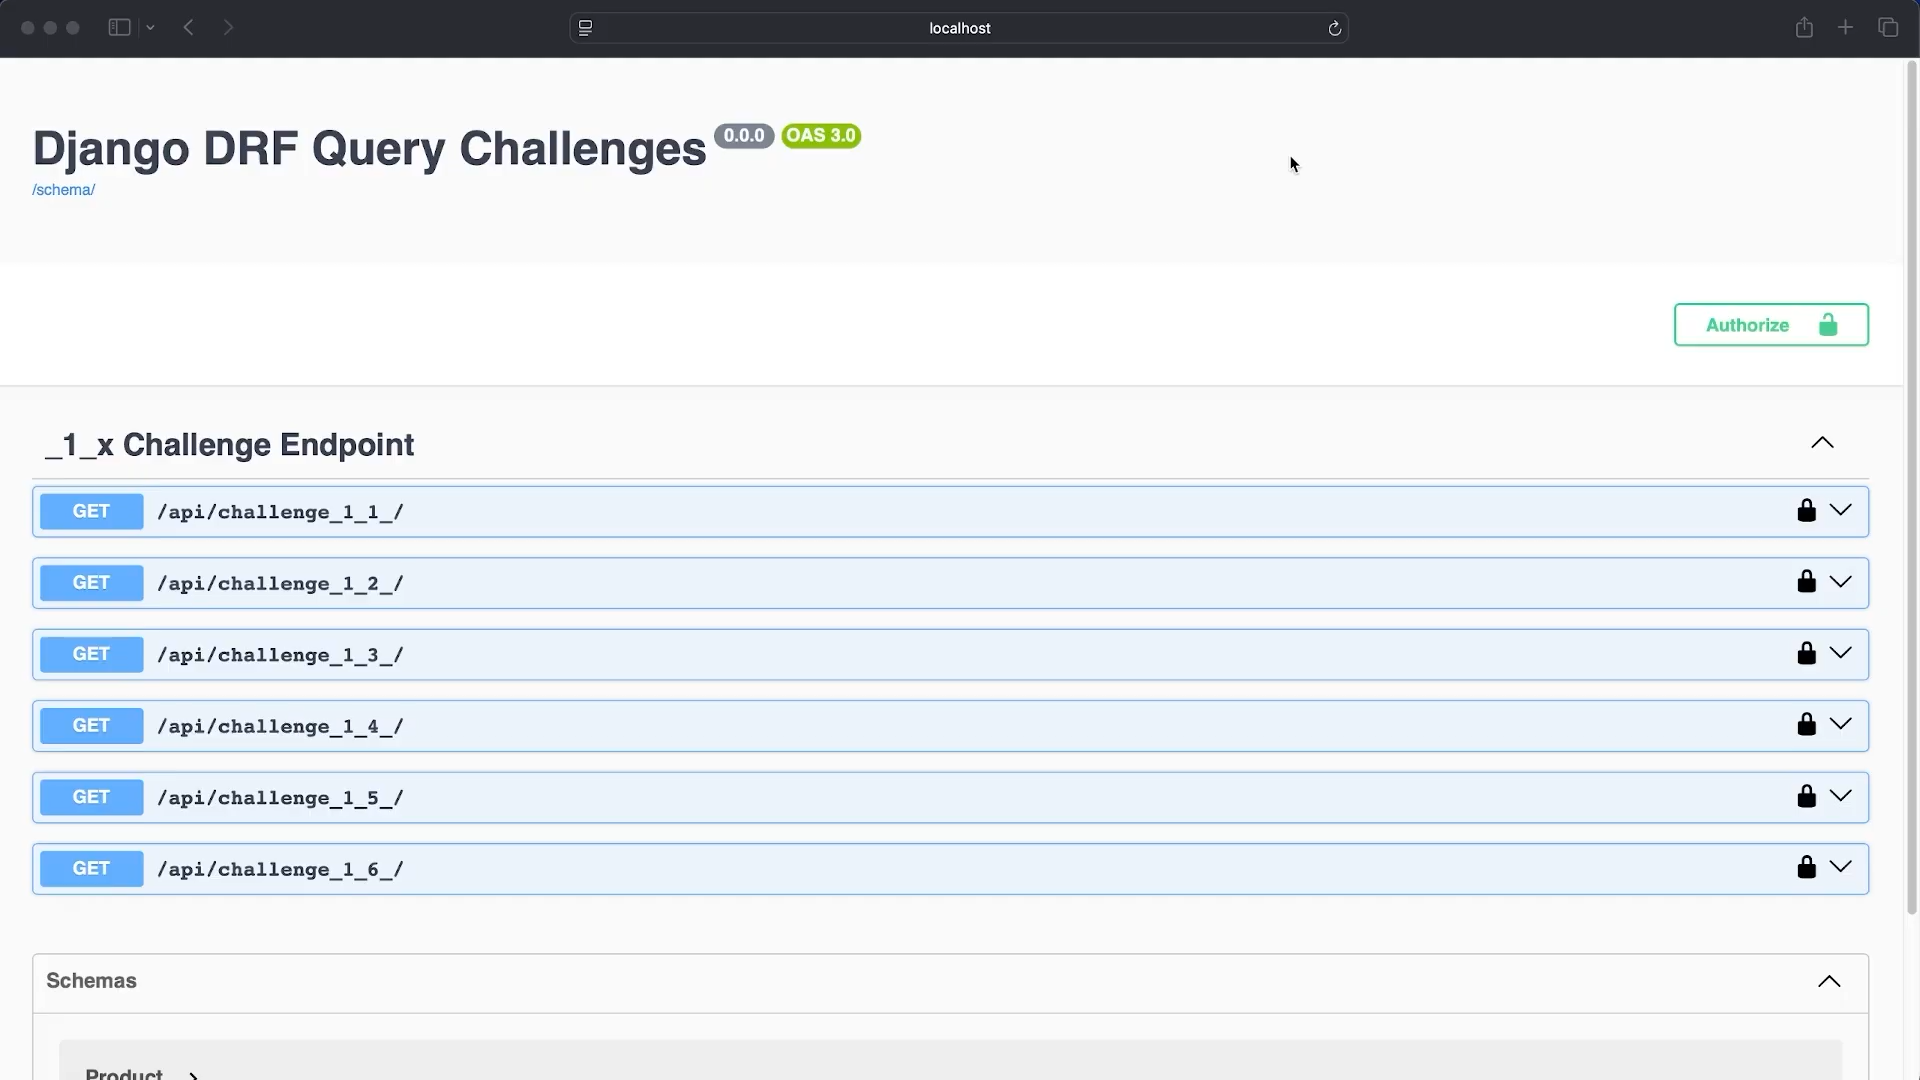 localhost
Django DRF Query Challenges 0.0.0 OAS 3.0
/schema/
Authorize
_1_x Challenge Endpoint
GET /api/challenge_1_1_/
GET /api/challenge_1_2_/
GET /api/challenge_1_3_/
GET /api/challenge_1_4_/
GET /api/challenge_1_5_/
GET /api/challenge_1_6_/
Schemas
Product